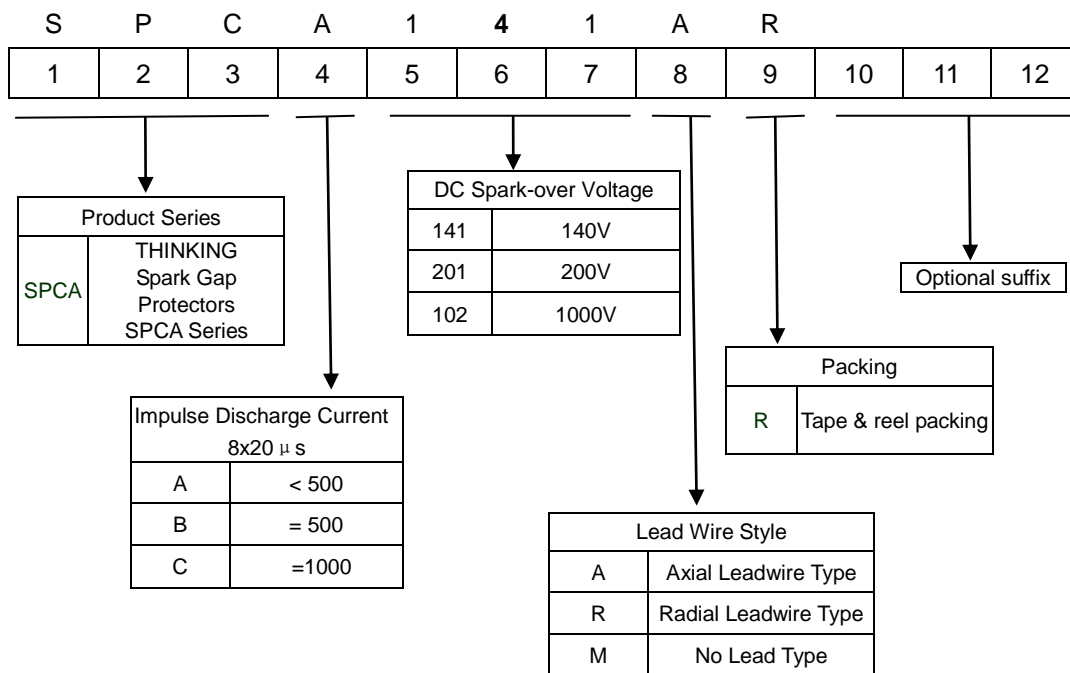 S P C A 1 4 1 A R
1 2 3 4 5 6 7 8 9 10 11 12
Product Series
SPCA
THINKING
Spark Gap
Protectors
SPCA Series
DC Spark-over Voltage
141 140V
201 200V
102 1000V
Optional suffix
Packing
R Tape & reel packing
Impulse Discharge Current
8x20 μ s
A < 500
B = 500
C =1000
Lead Wire Style
A Axial Leadwire Type
R Radial Leadwire Type
M No Lead Type